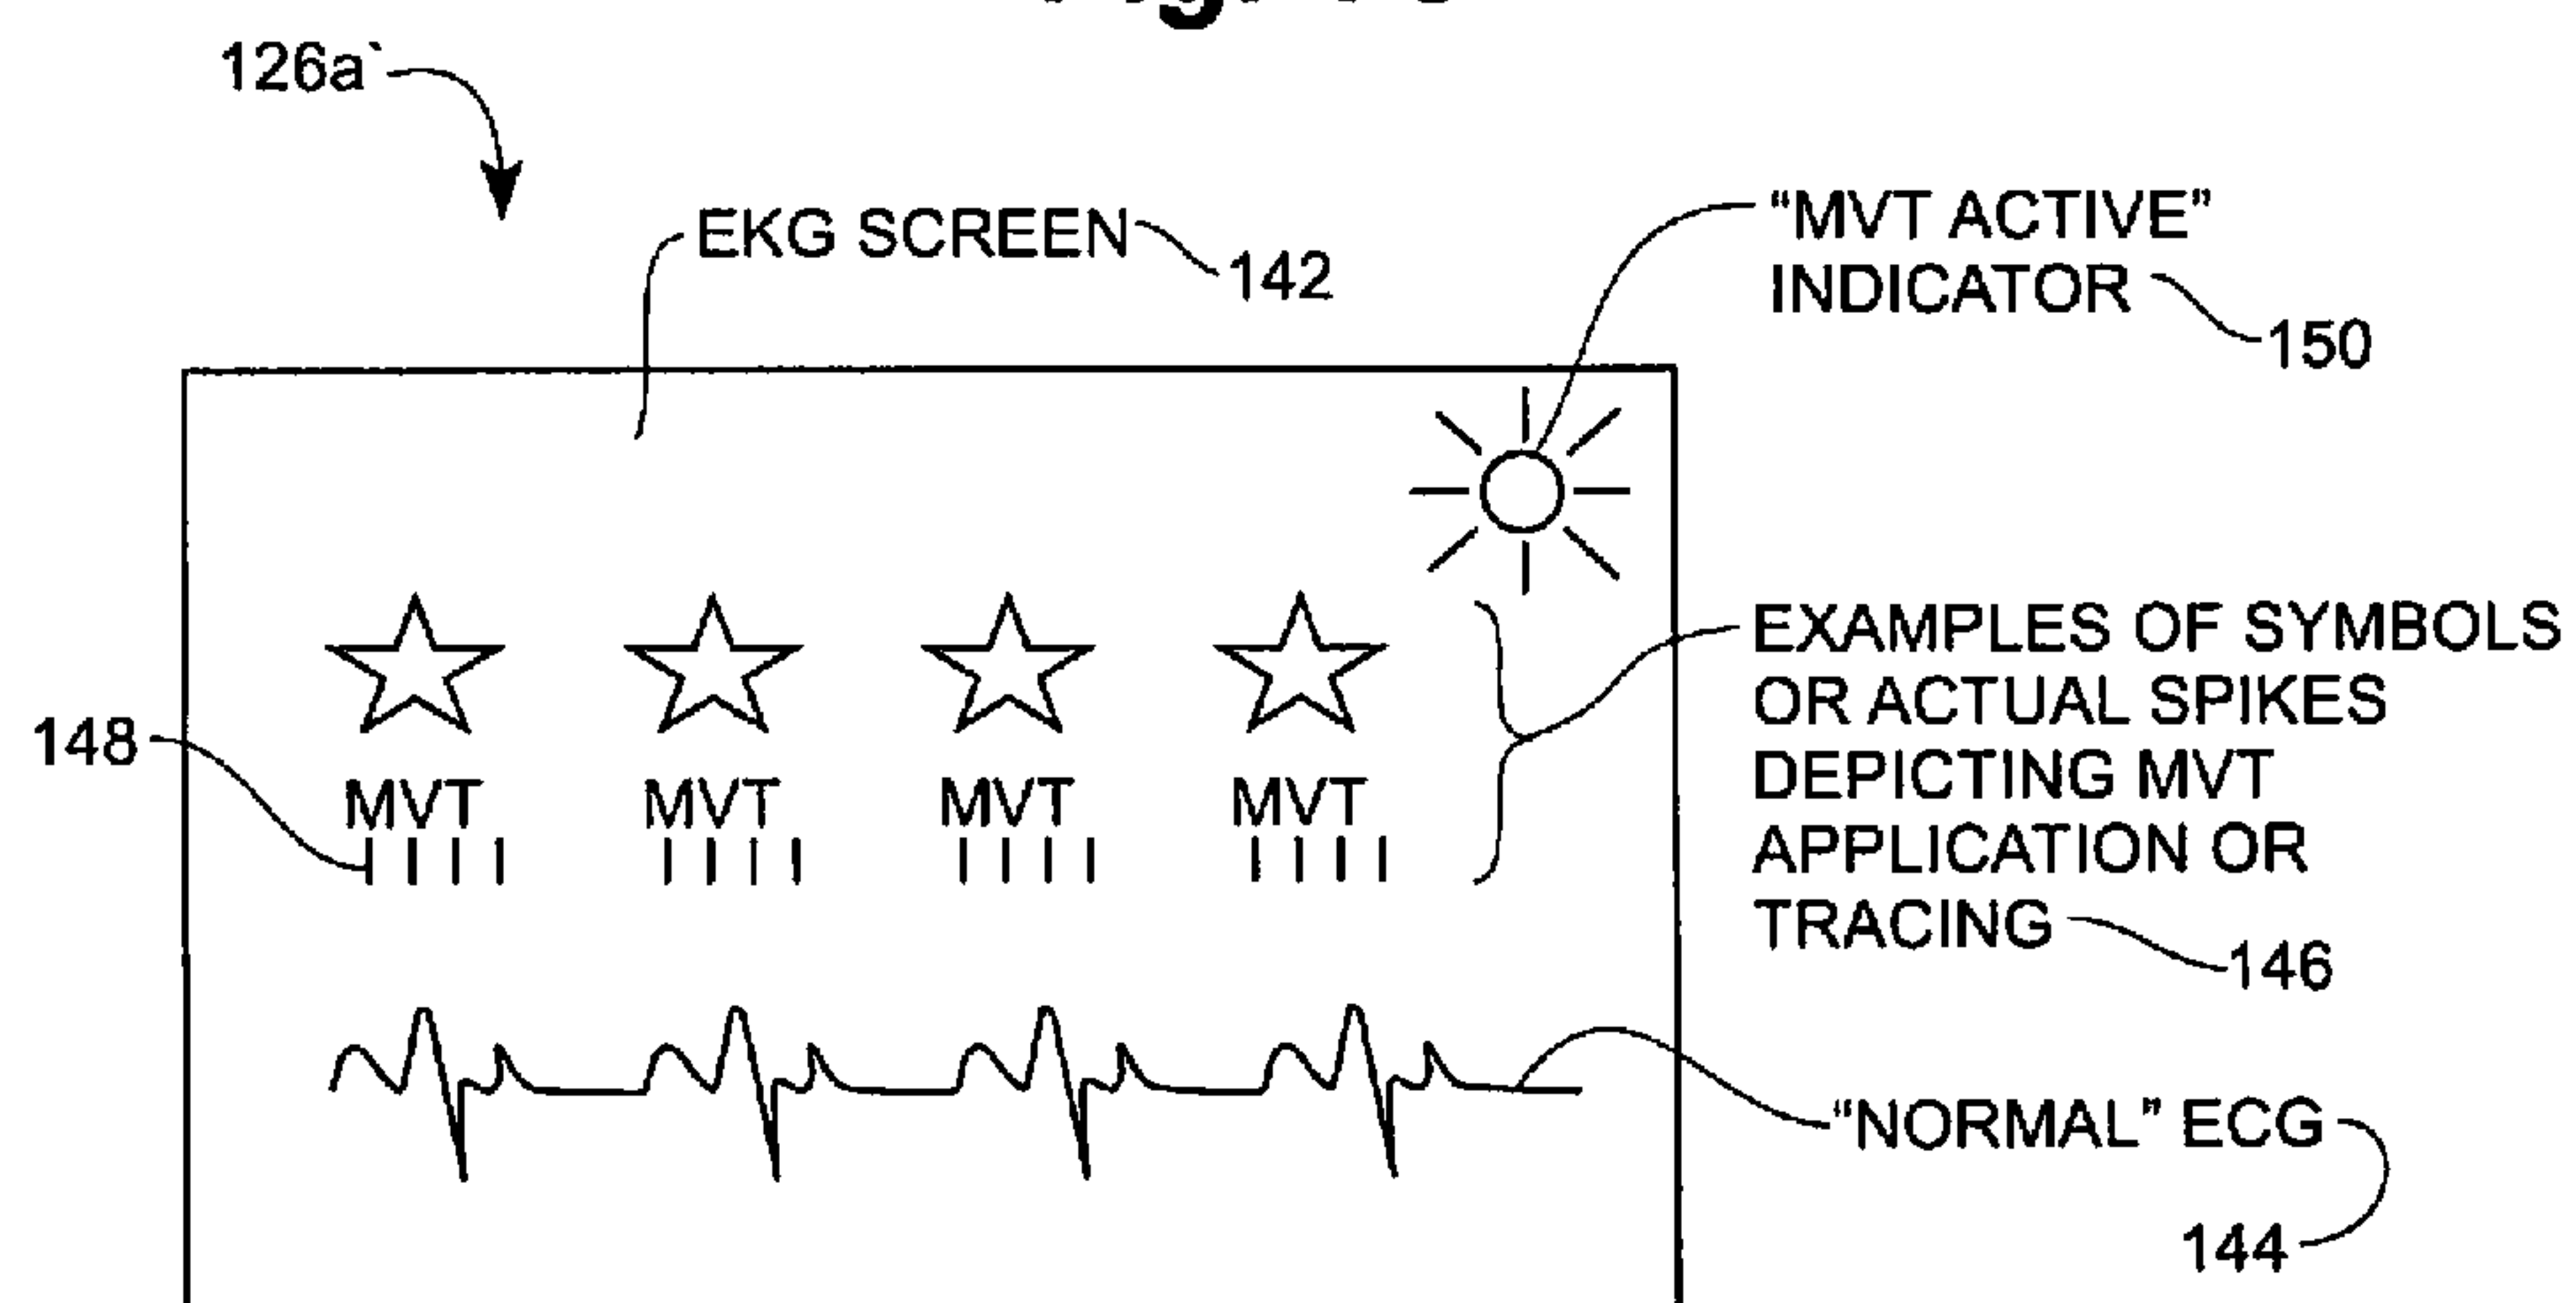 126a`
EKG SCREEN
142
“MVT ACTIVE”
INDICATOR
150
EXAMPLES OF SYMBOLS
OR ACTUAL SPIKES
DEPICTING MVT
APPLICATION OR
TRACING
146
148
MVT MVT MVT MVT
“NORMAL” ECG
144